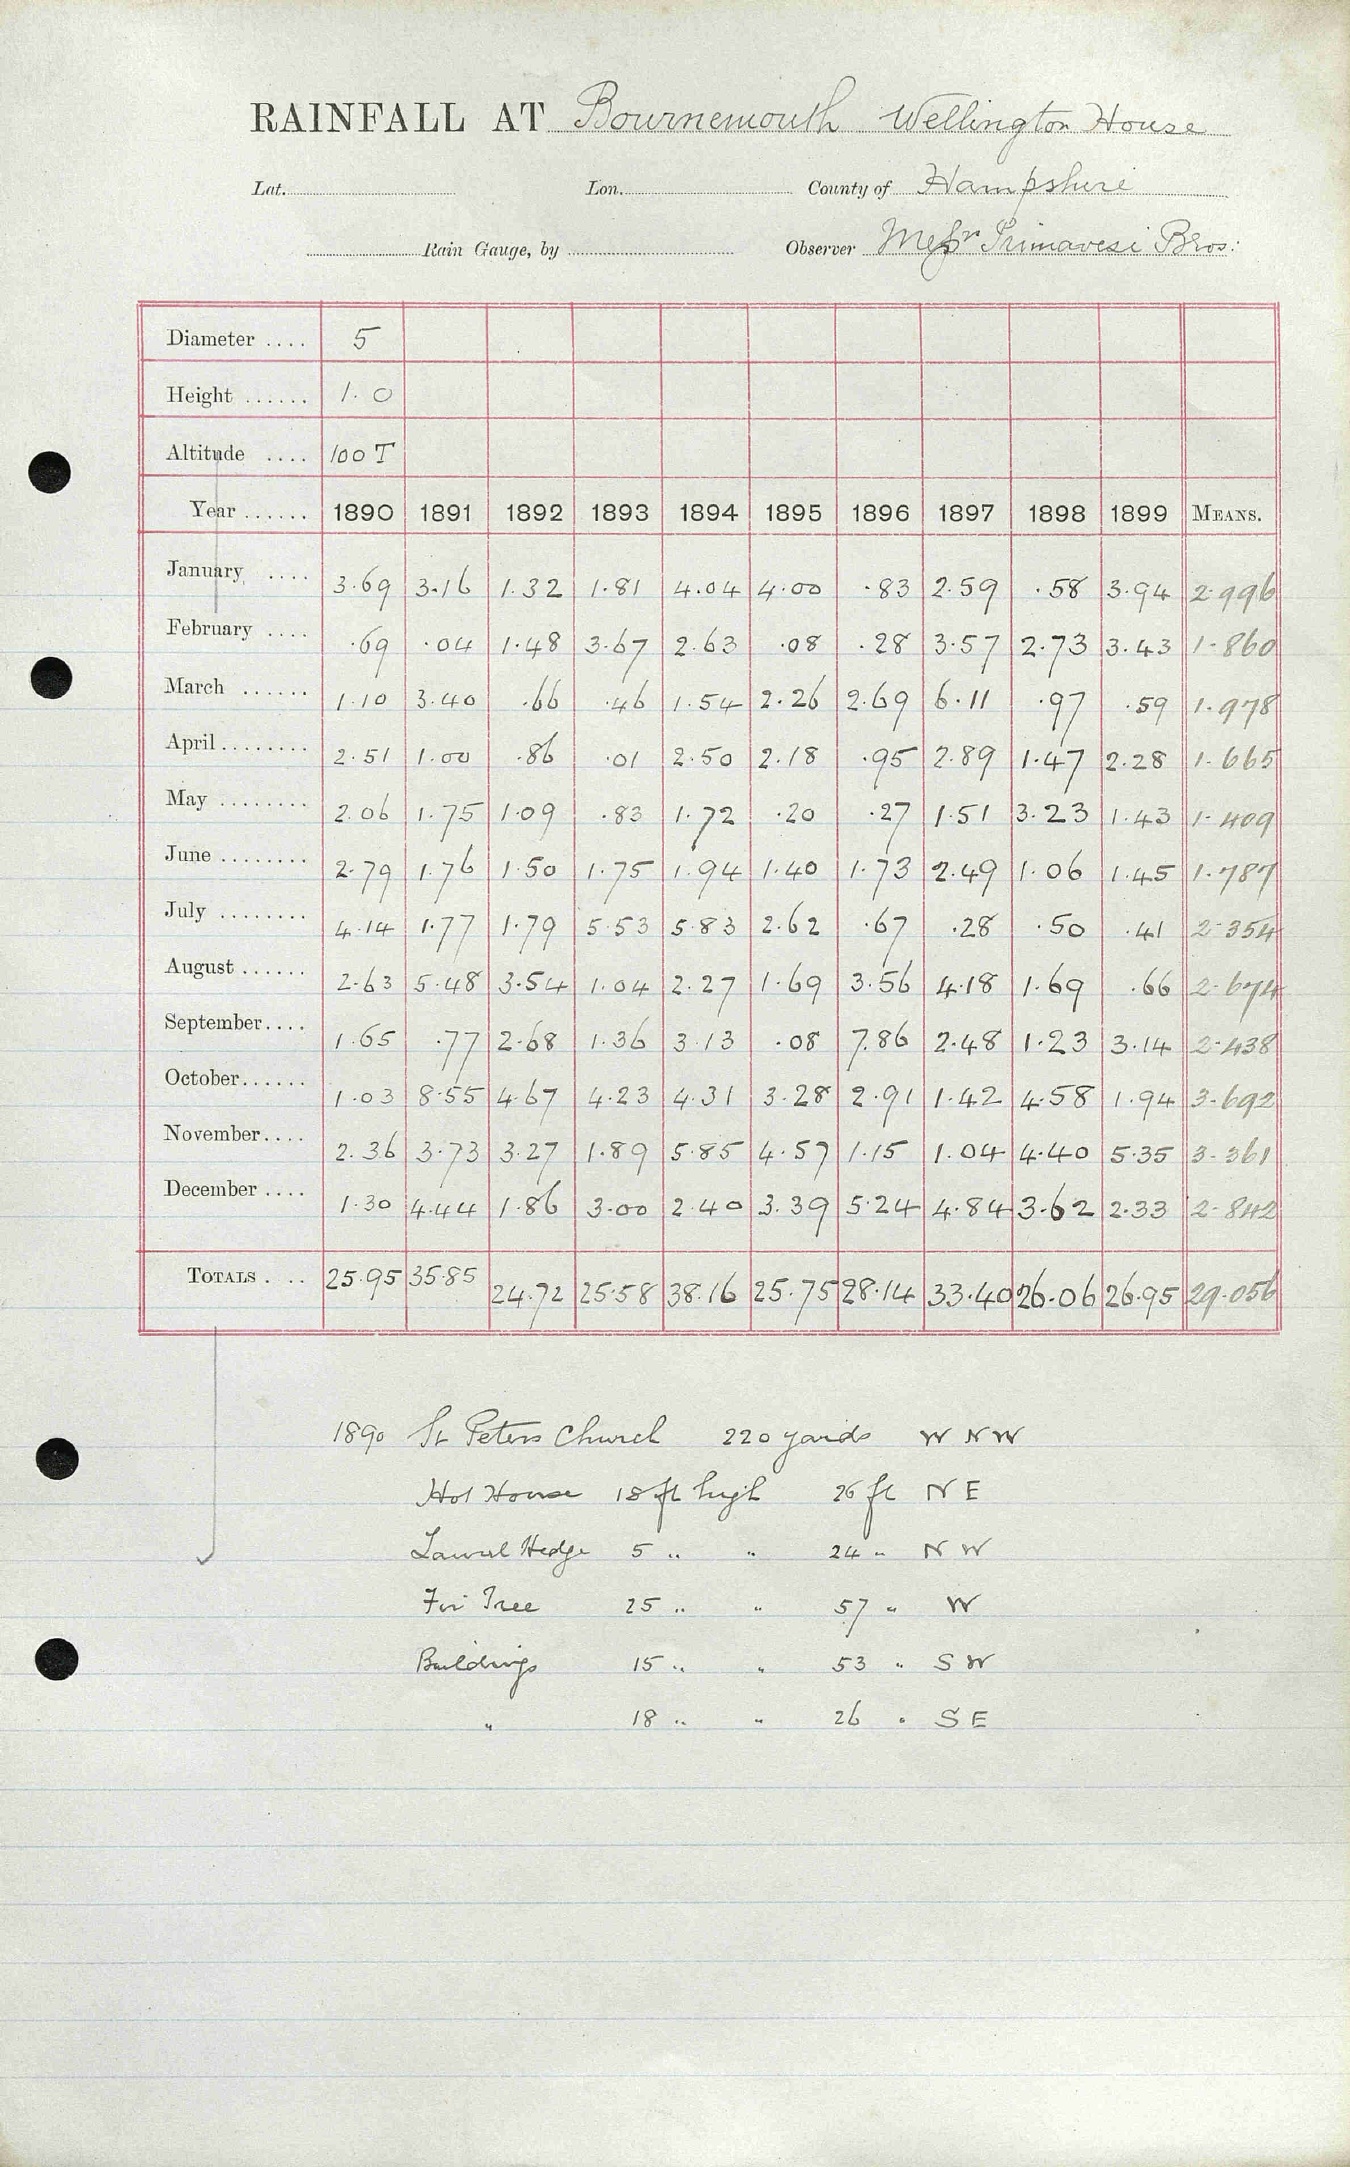 RAINFALL AT Bournemouth Wellington House
Lat. Lon. County of Hampshire
Rain Gauge, by Observer Messrs Primavesi Bros:
Diameter .... 5
Height ...... 1.0
Altitude .... 100 T
Year ...... 1890 1891 1892 1893 1894 1895 1896 1897 1898 1899 MEANS.
January .... 3.69 3.16 1.32 1.81 4.04 4.00 .83 2.59 .58 3.94 2.996
February .... .69 .04 1.48 3.67 2.63 .08 .28 3.57 2.73 3.43 1.860
March ...... 1.10 3.40 .66 .46 1.54 2.26 2.69 6.11 .97 .59 1.978
April ........ 2.51 1.00 .86 .01 2.50 2.18 .95 2.89 1.47 2.28 1.665
May ........ 2.06 1.75 1.09 .83 1.72 .20 .27 1.51 3.23 1.43 1.409
June ........ 2.79 1.76 1.50 1.75 1.94 1.40 1.73 2.49 1.06 1.45 1.787
July ........ 4.14 1.77 1.79 5.53 5.83 2.62 .67 .28 .50 .41 2.354
August ...... 2.63 5.48 3.54 1.04 2.27 1.69 3.56 4.18 1.69 .66 2.674
September.... 1.65 .77 2.68 1.36 3.13 .08 7.86 2.48 1.23 3.14 2.438
October...... 1.03 8.55 4.67 4.23 4.31 3.28 2.91 1.42 4.58 1.94 3.692
November.... 2.36 3.73 3.27 1.89 5.85 4.57 1.15 1.04 4.40 5.35 3.361
December .... 1.30 4.44 1.86 3.00 2.40 3.39 5.24 4.84 3.62 2.33 2.842
TOTALS . .. 25.95 35.85 24.72 25.58 38.16 25.75 28.14 33.40 26.06 26.95 29.056
1890 St Peters Church 220 yards W N W
Hot House 18 ft high 26 ft N E
Laurel Hedge 5 " " 24 " N W
Fir Tree 25 " " 57 " W
Buildings 15 " " 53 " S W
" 18 " " 26 " S E